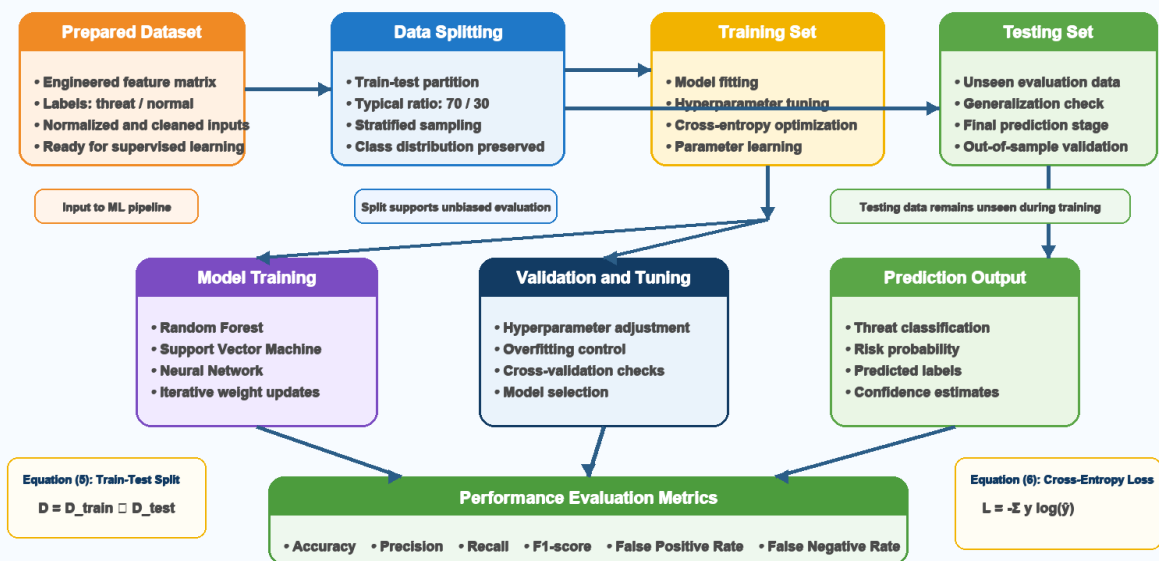 Prepared Dataset
• Engineered feature matrix
• Labels: threat / normal
• Normalized and cleaned inputs
• Ready for supervised learning
Data Splitting
• Train-test partition
• Typical ratio: 70 / 30
• Stratified sampling
• Class distribution preserved
Training Set
• Model fitting
• Hyperparameter tuning
• Cross-entropy optimization
• Parameter learning
Testing Set
• Unseen evaluation data
• Generalization check
• Final prediction stage
• Out-of-sample validation
Input to ML pipeline
Split supports unbiased evaluation
Testing data remains unseen during training
Model Training
• Random Forest
• Support Vector Machine
• Neural Network
• Iterative weight updates
Validation and Tuning
• Hyperparameter adjustment
• Overfitting control
• Cross-validation checks
• Model selection
Prediction Output
• Threat classification
• Risk probability
• Predicted labels
• Confidence estimates
Equation (5): Train-Test Split
D = D_train □ D_test
Performance Evaluation Metrics
• Accuracy • Precision • Recall • F1-score • False Positive Rate • False Negative Rate
Equation (6): Cross-Entropy Loss
L = -Σ y log(ŷ)